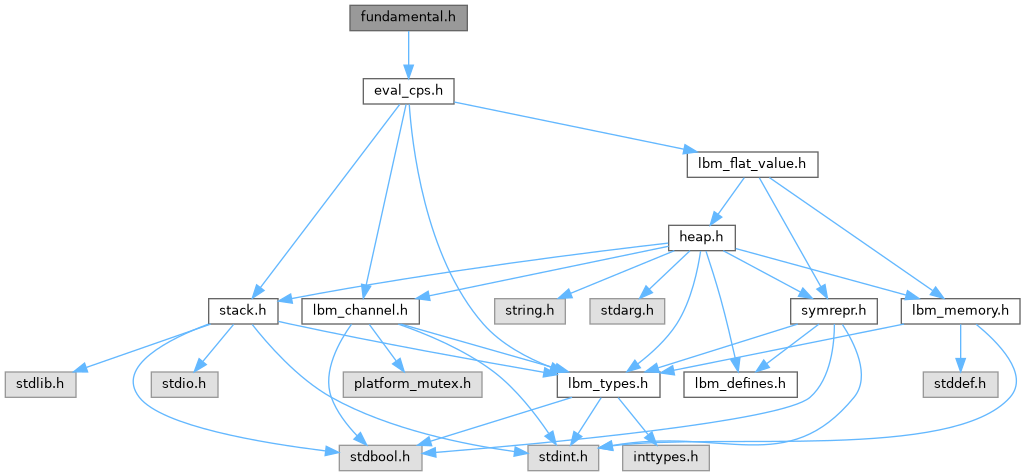 fundamental.h
eval_cps.h
lbm_flat_value.h
heap.h
stack.h
lbm_channel.h
string.h
stdarg.h
symrepr.h
lbm_memory.h
stdlib.h
stdio.h
platform_mutex.h
lbm_types.h
lbm_defines.h
stddef.h
stdbool.h
stdint.h
inttypes.h